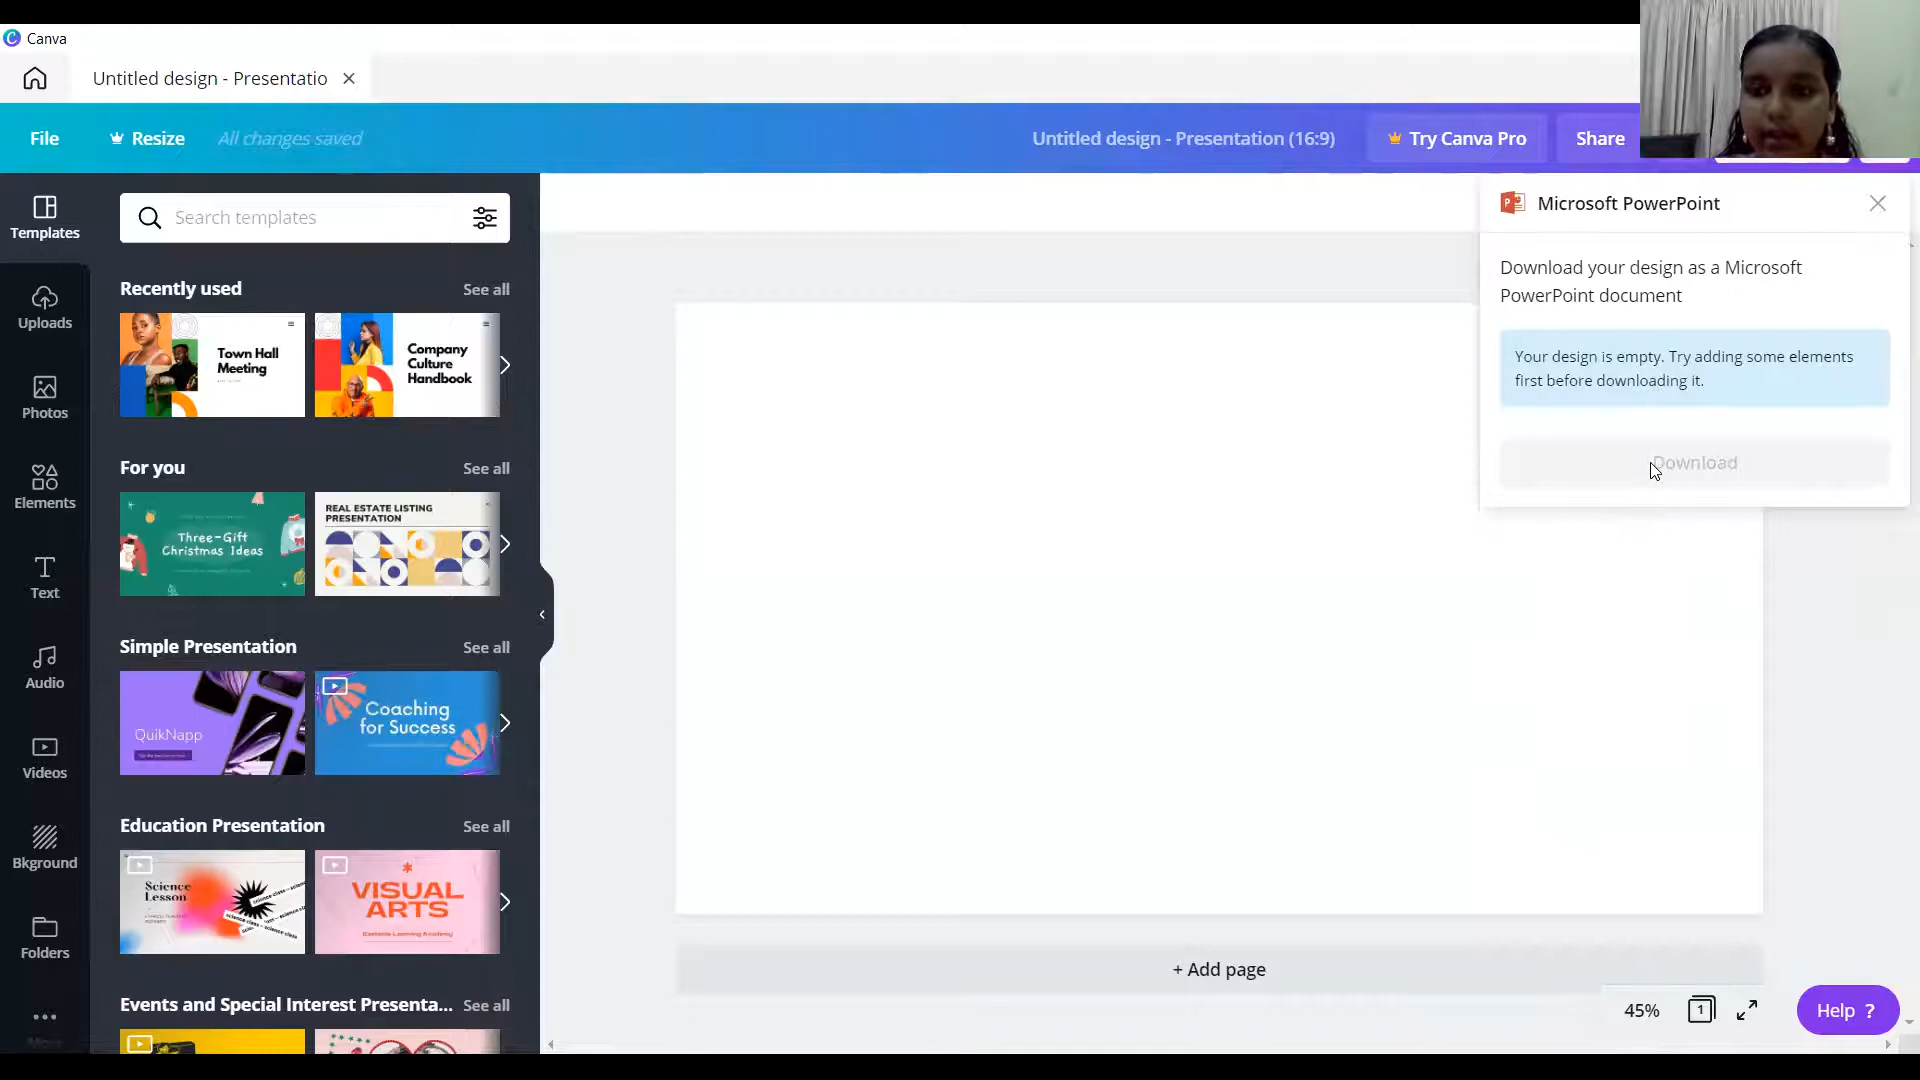 Canva
Untitled design - Presentatio
File
Resize
All changes saved
Untitled design - Presentation (16:9)
Try Canva Pro
Share
Templates
Uploads
Photos
Elements
Text
Audio
Videos
Bkground
Folders
Search templates
Recently used
See all
Town Hall
Meeting
Company
Culture
Handbook
For you
See all
Three-Gift
Christmas Ideas
REAL ESTATE LISTING
PRESENTATION
Simple Presentation
See all
QuikNapp
Coaching
for Success
Education Presentation
See all
Science
Lesson
VISUAL
ARTS
Events and Special Interest Presenta...
See all
Microsoft PowerPoint
Download your design as a Microsoft
PowerPoint document
Your design is empty. Try adding some elements
first before downloading it.
Download
+ Add page
45%
1
Help ?